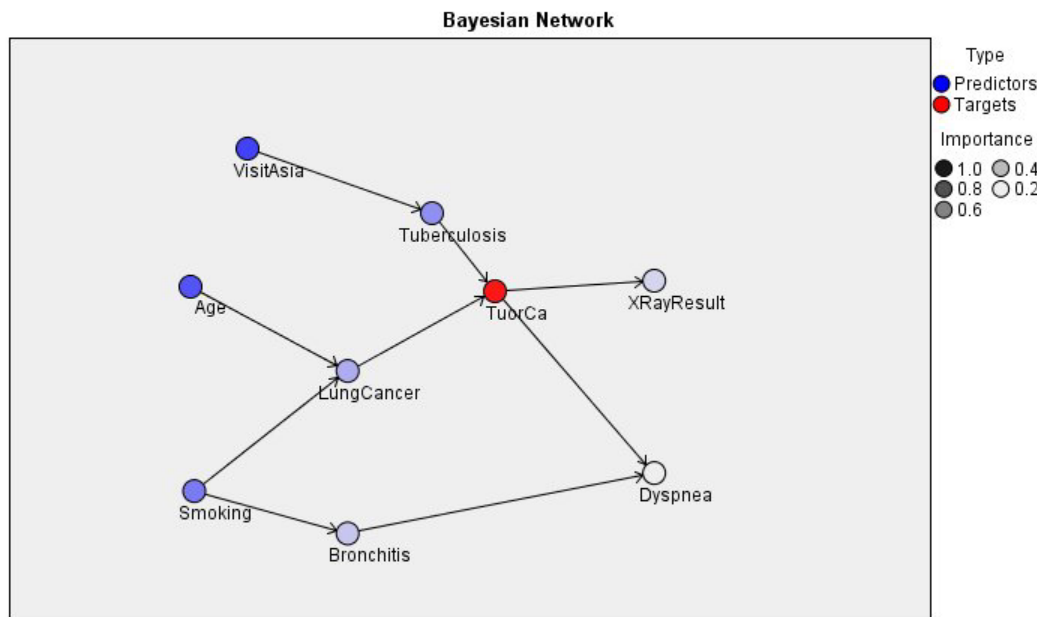 Bayesian Network
Type
Predictors
Targets
Importance
1.0 0.4
0.8 0.2
0.6
VisitAsia
Tuberculosis
Age
TuorCa
XRayResult
LungCancer
Smoking
Dyspnea
Bronchitis